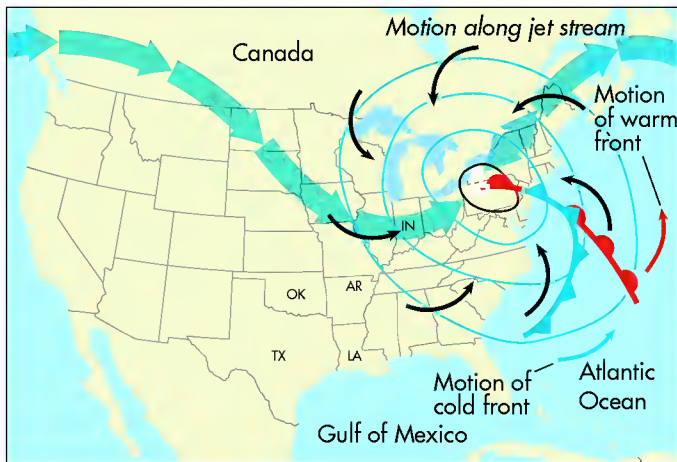 Motion along jet stream
Canada
Motion
of warm
front
IN
OK
AR
TX
LA
Motion of
cold front
Atlantic
Ocean
Gulf of Mexico